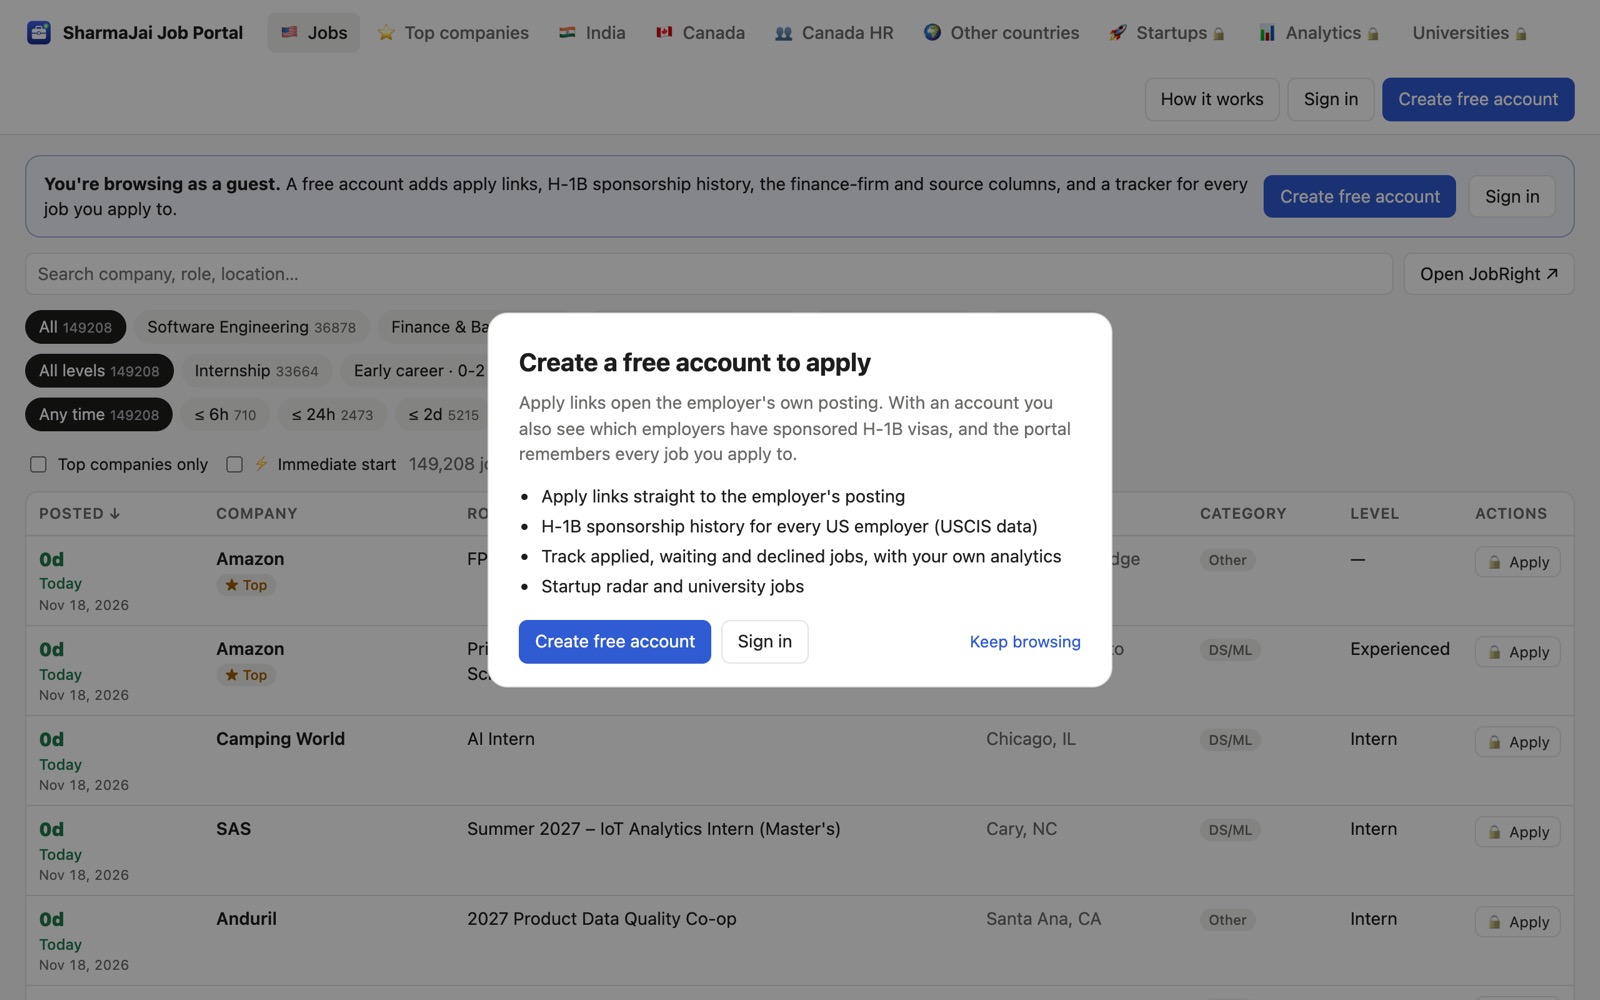 SharmaJai Job Portal
Jobs
Top companies
India
Canada
Canada HR
Other countries
Startups
Analytics
Universities
How it works
Sign in
Create free account
You're browsing as a guest. A free account adds apply links, H-1B sponsorship history, the finance-firm and source columns, and a tracker for every
job you apply to.
Create free account
Sign in
Search company, role, location...
Open JobRight ↗
All 149208
Software Engineering 36878
Finance & Ba
All levels 149208
Internship 33664
Early career · 0-2
Any time 149208
≤ 6h 710
≤ 24h 2473
≤ 2d 5215
Top companies only
⚡ Immediate start
149,208 jo
Create a free account to apply
Apply links open the employer's own posting. With an account you
also see which employers have sponsored H-1B visas, and the portal
remembers every job you apply to.
• Apply links straight to the employer's posting
• H-1B sponsorship history for every US employer (USCIS data)
• Track applied, waiting and declined jobs, with your own analytics
• Startup radar and university jobs
Create free account
Sign in
Keep browsing
POSTED ↓
COMPANY
RO
CATEGORY
LEVEL
ACTIONS
0d
Today
Nov 18, 2026
Amazon
★ Top
FP
dge
Other
—
Apply
0d
Today
Nov 18, 2026
Amazon
★ Top
Pri
Sc
to
DS/ML
Experienced
Apply
0d
Today
Nov 18, 2026
Camping World
AI Intern
Chicago, IL
DS/ML
Intern
Apply
0d
Today
Nov 18, 2026
SAS
Summer 2027 – IoT Analytics Intern (Master's)
Cary, NC
DS/ML
Intern
Apply
0d
Today
Nov 18, 2026
Anduril
2027 Product Data Quality Co-op
Santa Ana, CA
Other
Intern
Apply